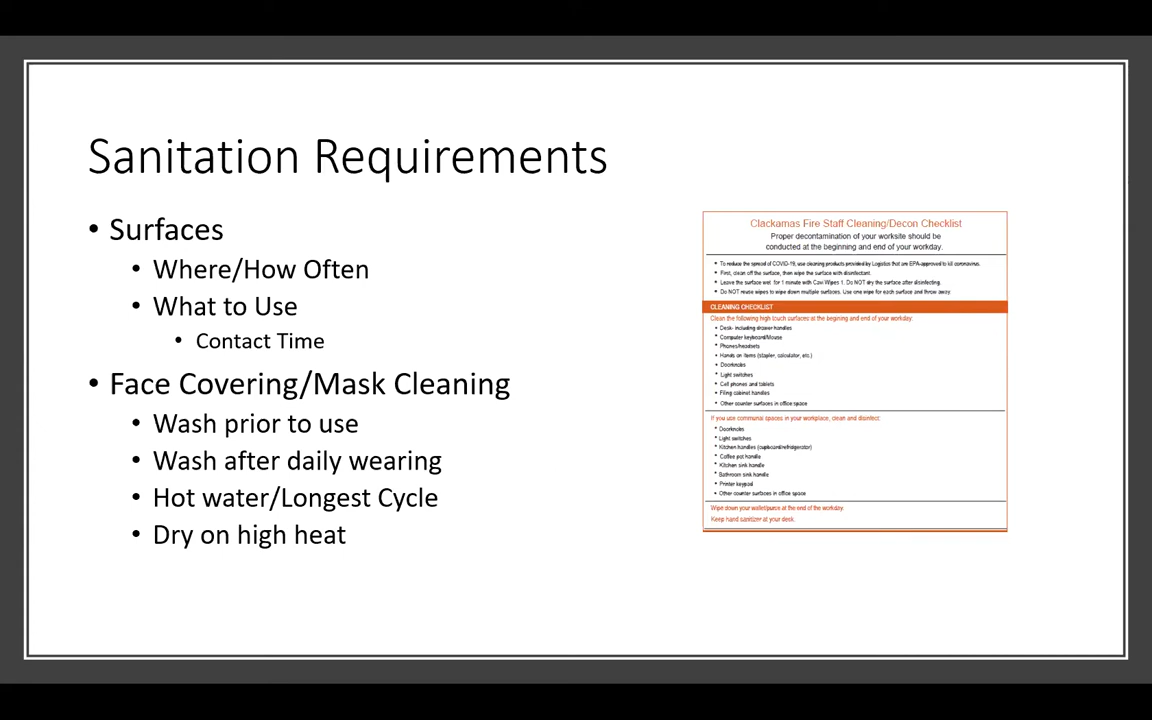 Sanitation Requirements
• Surfaces
• Where/How Often
• What to Use
• Contact Time
• Face Covering/Mask Cleaning
• Wash prior to use
• Wash after daily wearing
• Hot water/Longest Cycle
• Dry on high heat
Clackamas Fire Staff Cleaning/Decon Checklist
Proper decontamination of your worksite should be
conducted at the beginning and end of your workday.
• To reduce the spread of COVID-19, use cleaning products provided by Logistics that are EPA-approved to kill coronavirus.
• First, clean off the surface, then wipe the surface with disinfectant.
• Leave the surface wet for 1 minute with Cavi Wipes 1. Do NOT dry the surface after disinfecting.
• Do NOT reuse wipes to wipe down multiple surfaces. Use one wipe for each surface and throw away.
CLEANING CHECKLIST
Clean the following high touch surfaces at the begining and end of your workday:
• Desk- including drawer handles
• Computer keyboard/Mouse
• Phones/headsets
• Hands on items (stapler, calculator, etc.)
• Doorknobs
• Light switches
• Cell phones and tablets
• Filing cabinet handles
• Other counter surfaces in office space
If you use communal spaces in your workplace, clean and disinfect:
• Doorknobs
• Light switches
• Kitchen handles (cupboard/refrigerator)
• Coffee pot handle
• Kitchen sink handle
• Bathroom sink handle
• Printer keypad
• Other counter surfaces in office space
Wipe down your wallet/purse at the end of the workday.
Keep hand sanitizer at your desk.